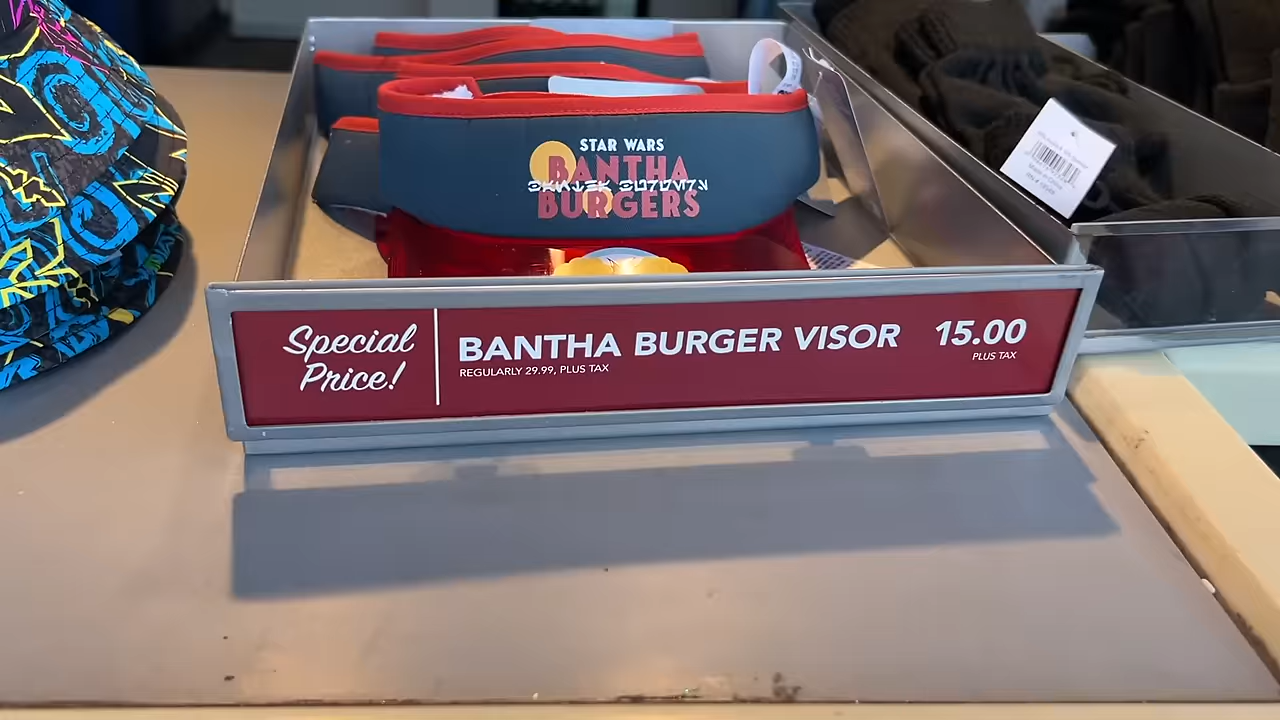 STAR WARS
BANTHA
BURGERS
Special
Price!
BANTHA BURGER VISOR
REGULARLY 29.99, PLUS TAX
15.00
PLUS TAX